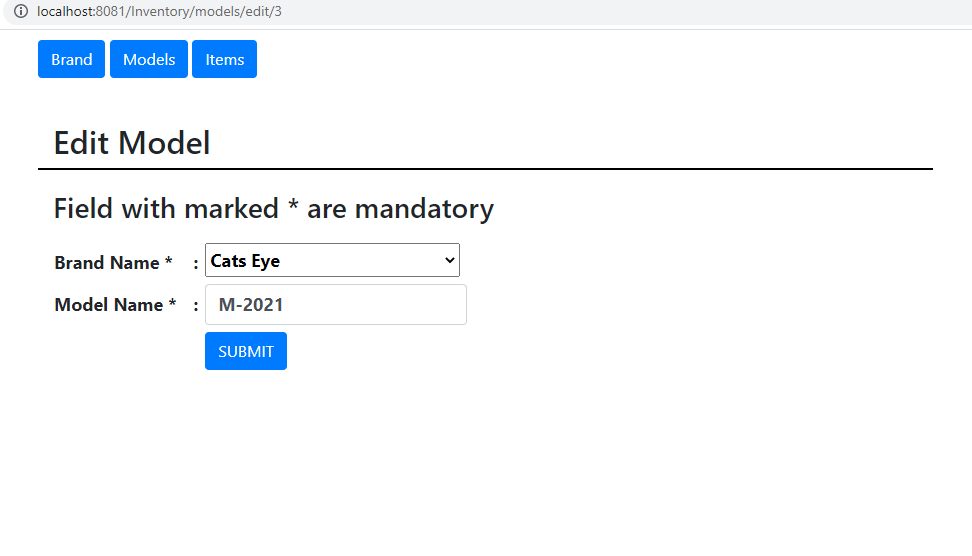 localhost:8081/Inventory/models/edit/3
Brand Models Items
Edit Model
Field with marked * are mandatory
Brand Name * : Cats Eye
Model Name * : M-2021
SUBMIT